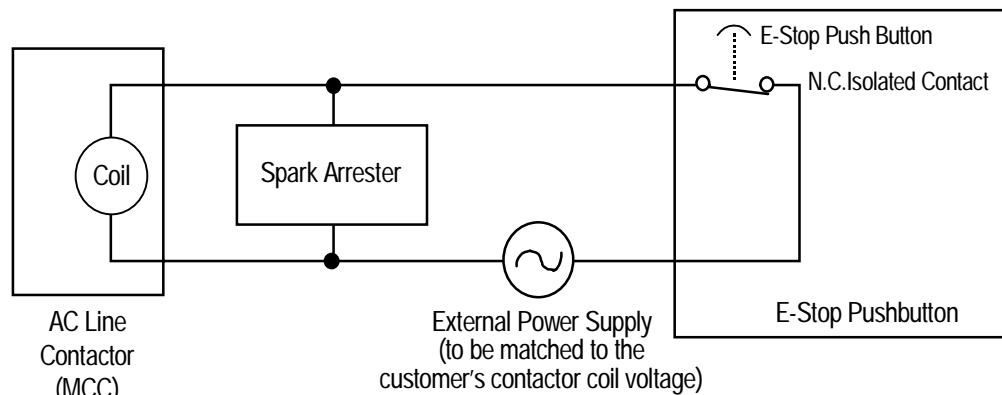 E-Stop Push Button
N.C.Isolated Contact
Coil
Spark Arrester
E-Stop Pushbutton
AC Line
Contactor
(MCC)
External Power Supply
(to be matched to the
customer's contactor coil voltage)